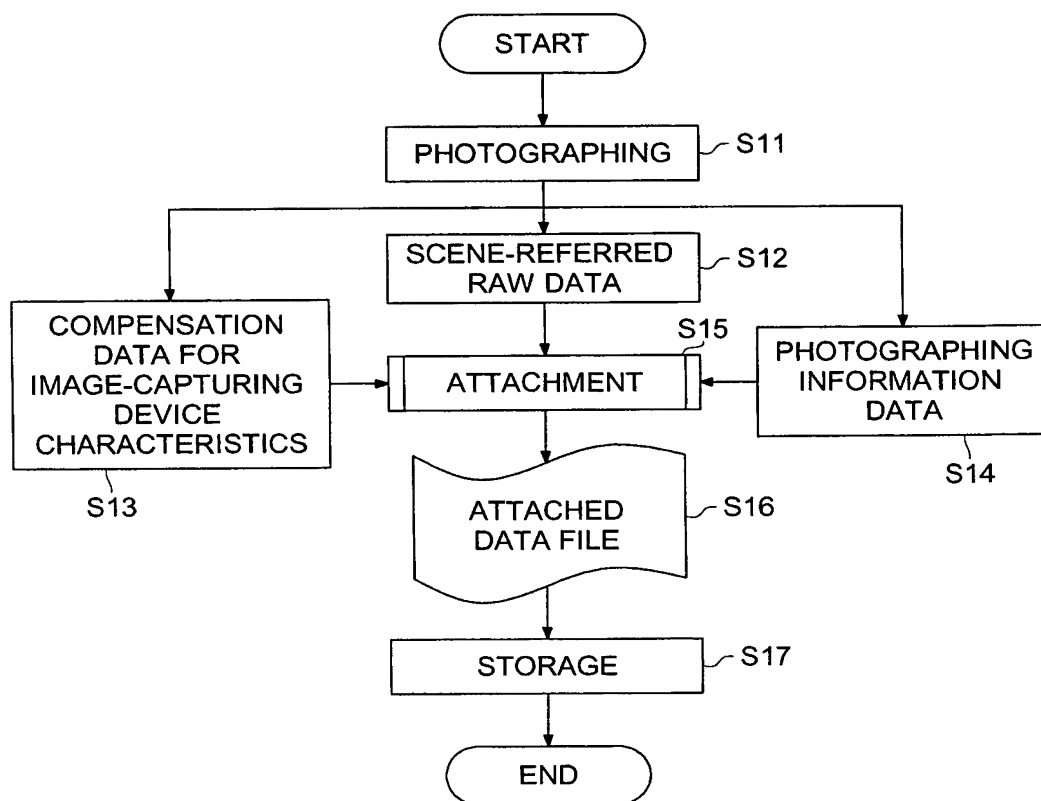 START
PHOTOGRAPHING
S11
SCENE-REFERRED
RAW DATA
S12
COMPENSATION
DATA FOR
IMAGE-CAPTURING
DEVICE
CHARACTERISTICS
S13
S15
ATTACHMENT
PHOTOGRAPHING
INFORMATION
DATA
S14
ATTACHED
DATA FILE
S16
STORAGE
S17
END